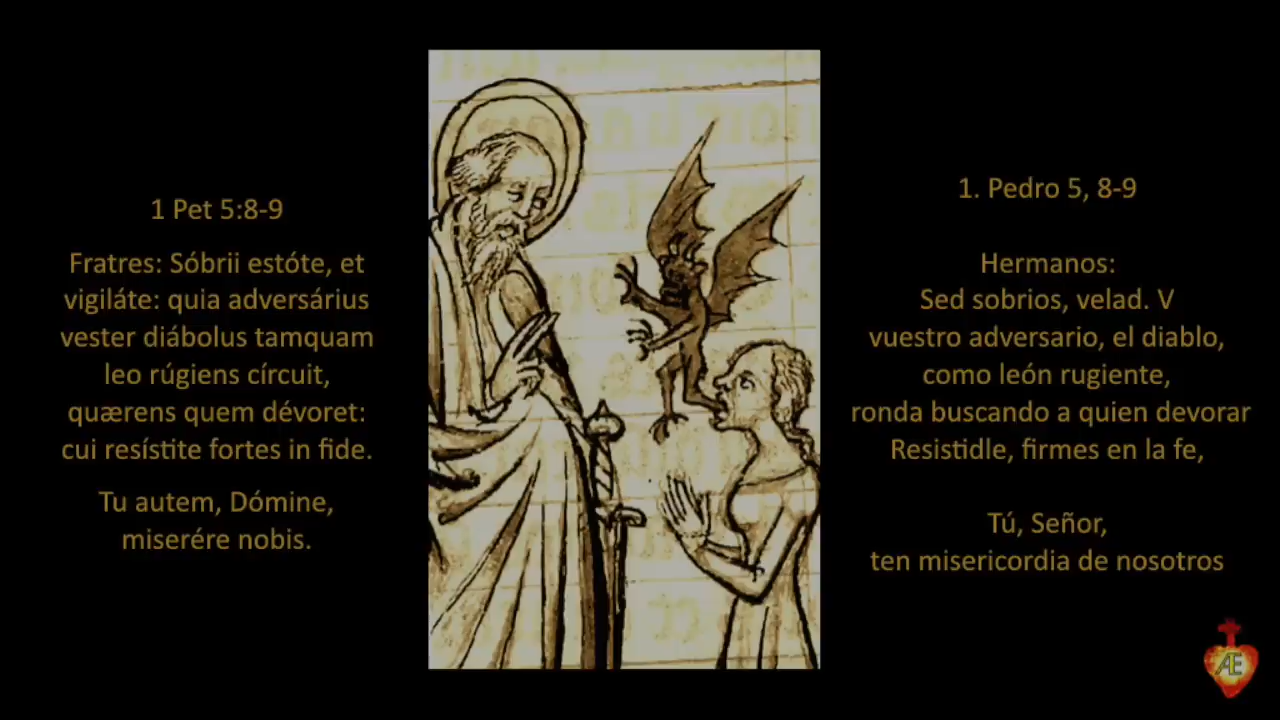 1 Pet 5:8-9
Fratres: Sóbrii estóte, et
vigiláte: quia adversárius
vester diábolus tamquam
leo rúgiens círcuit,
quærens quem dévoret:
cui resístite fortes in fide.
Tu autem, Dómine,
miserére nobis.
1. Pedro 5, 8-9
Hermanos:
Sed sobrios, velad. V
vuestro adversario, el diablo,
como león rugiente,
ronda buscando a quien devorar
Resistidle, firmes en la fe,
Tú, Señor,
ten misericordia de nosotros
Æ